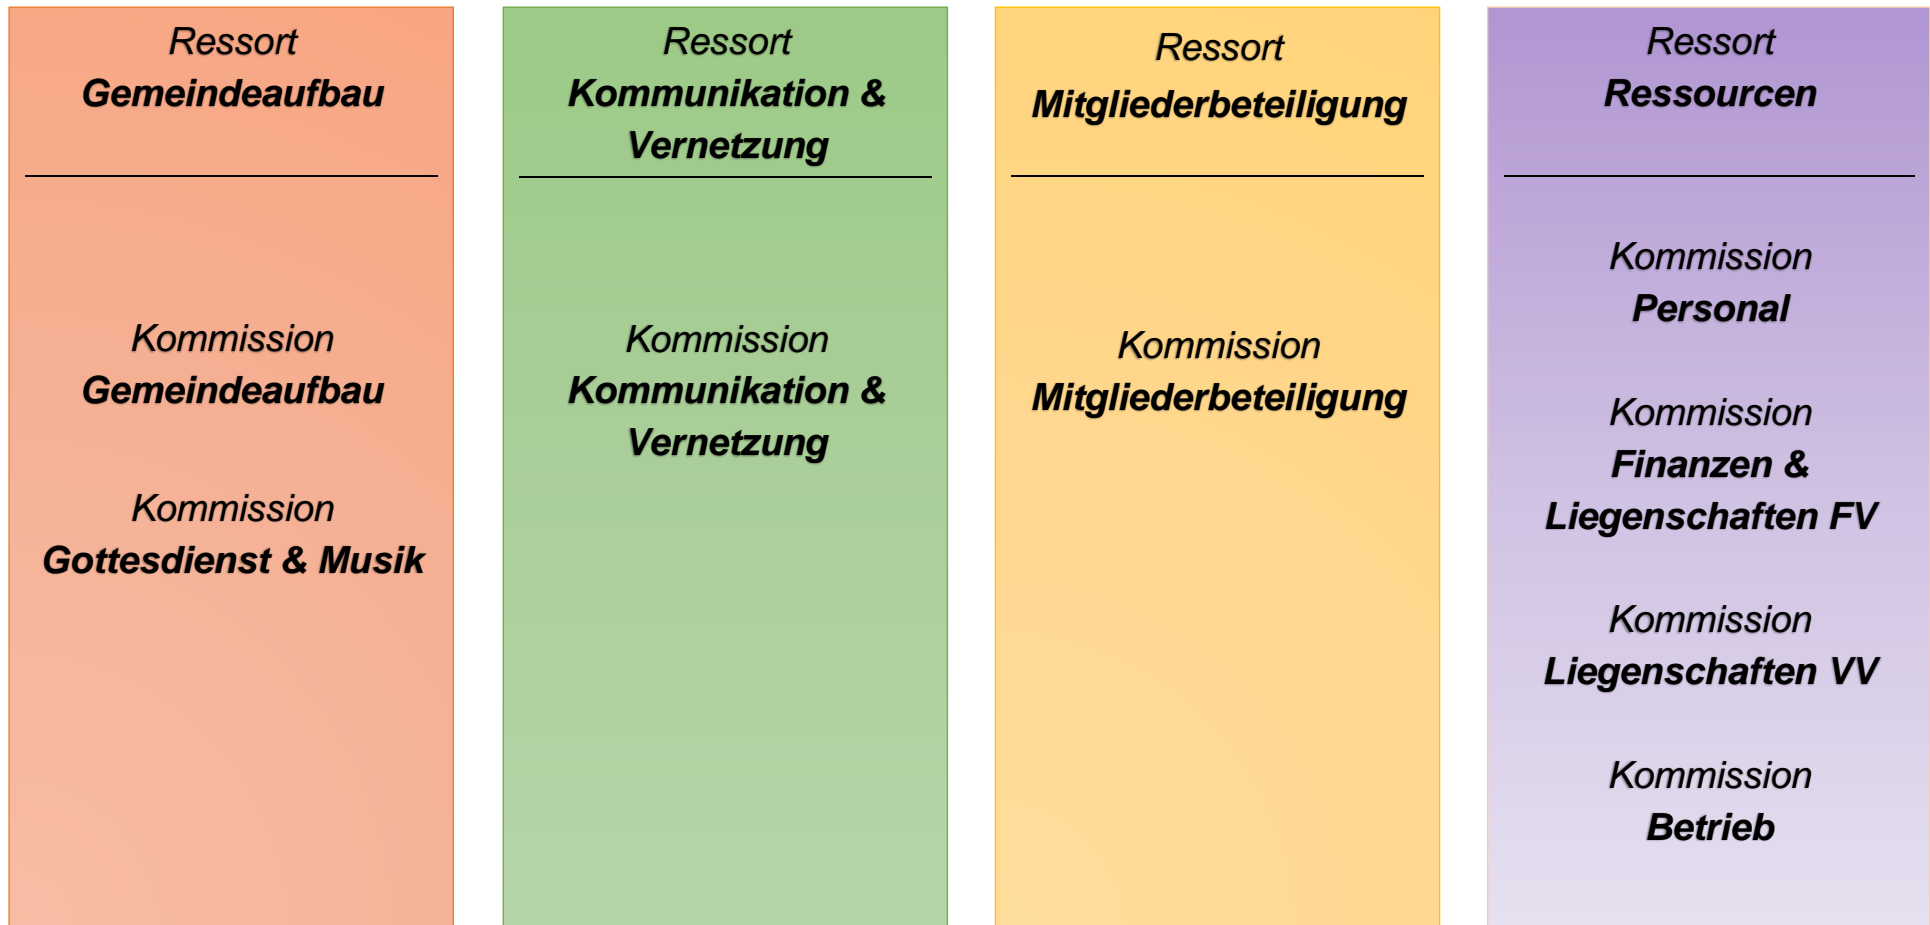 Ressort
Gemeindeaufbau
Kommission
Gemeindeaufbau
Kommission
Gottesdienst & Musik
Ressort
Kommunikation &
Vernetzung
Kommission
Kommunikation &
Vernetzung
Ressort
Mitgliederbeteiligung
Kommission
Mitgliederbeteiligung
Ressort
Ressourcen
Kommission
Personal
Kommission
Finanzen &
Liegenschaften FV
Kommission
Liegenschaften VV
Kommission
Betrieb